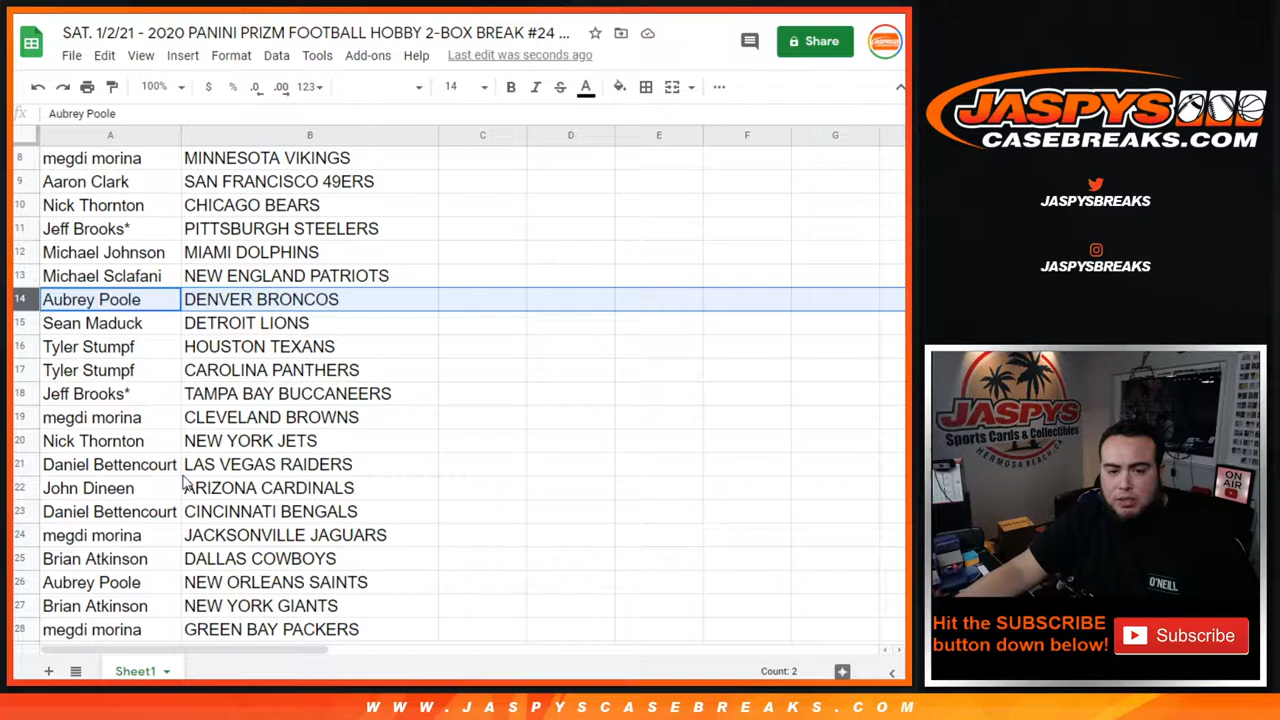 SAT. 1/2/21 - 2020 PANINI PRIZM FOOTBALL HOBBY 2-BOX BREAK #24 ...
Share
File Edit View Insert Format Data Tools Add-ons Help Last edit was seconds ago
100% $ % .0 .00 123 14 B I S A
fx Aubrey Poole
A B C D E F G
8 megdi morina MINNESOTA VIKINGS
9 Aaron Clark SAN FRANCISCO 49ERS
10 Nick Thornton CHICAGO BEARS
11 Jeff Brooks* PITTSBURGH STEELERS
12 Michael Johnson MIAMI DOLPHINS
13 Michael Sclafani NEW ENGLAND PATRIOTS
14 Aubrey Poole DENVER BRONCOS
15 Sean Maduck DETROIT LIONS
16 Tyler Stumpf HOUSTON TEXANS
17 Tyler Stumpf CAROLINA PANTHERS
18 Jeff Brooks* TAMPA BAY BUCCANEERS
19 megdi morina CLEVELAND BROWNS
20 Nick Thornton NEW YORK JETS
21 Daniel Bettencourt LAS VEGAS RAIDERS
22 John Dineen ARIZONA CARDINALS
23 Daniel Bettencourt CINCINNATI BENGALS
24 megdi morina JACKSONVILLE JAGUARS
25 Brian Atkinson DALLAS COWBOYS
26 Aubrey Poole NEW ORLEANS SAINTS
27 Brian Atkinson NEW YORK GIANTS
28 megdi morina GREEN BAY PACKERS
Sheet1
Count: 2
JASPYS
CASEBREAKS.COM
JASPYSBREAKS
JASPYSBREAKS
JASPYS
Sports Cards & Collectibles
HERMOSA BEACH, CA
ON AIR
O'NEILL
Hit the SUBSCRIBE
button down below!
Subscribe
WWW.JASPYSCASEBREAKS.COM